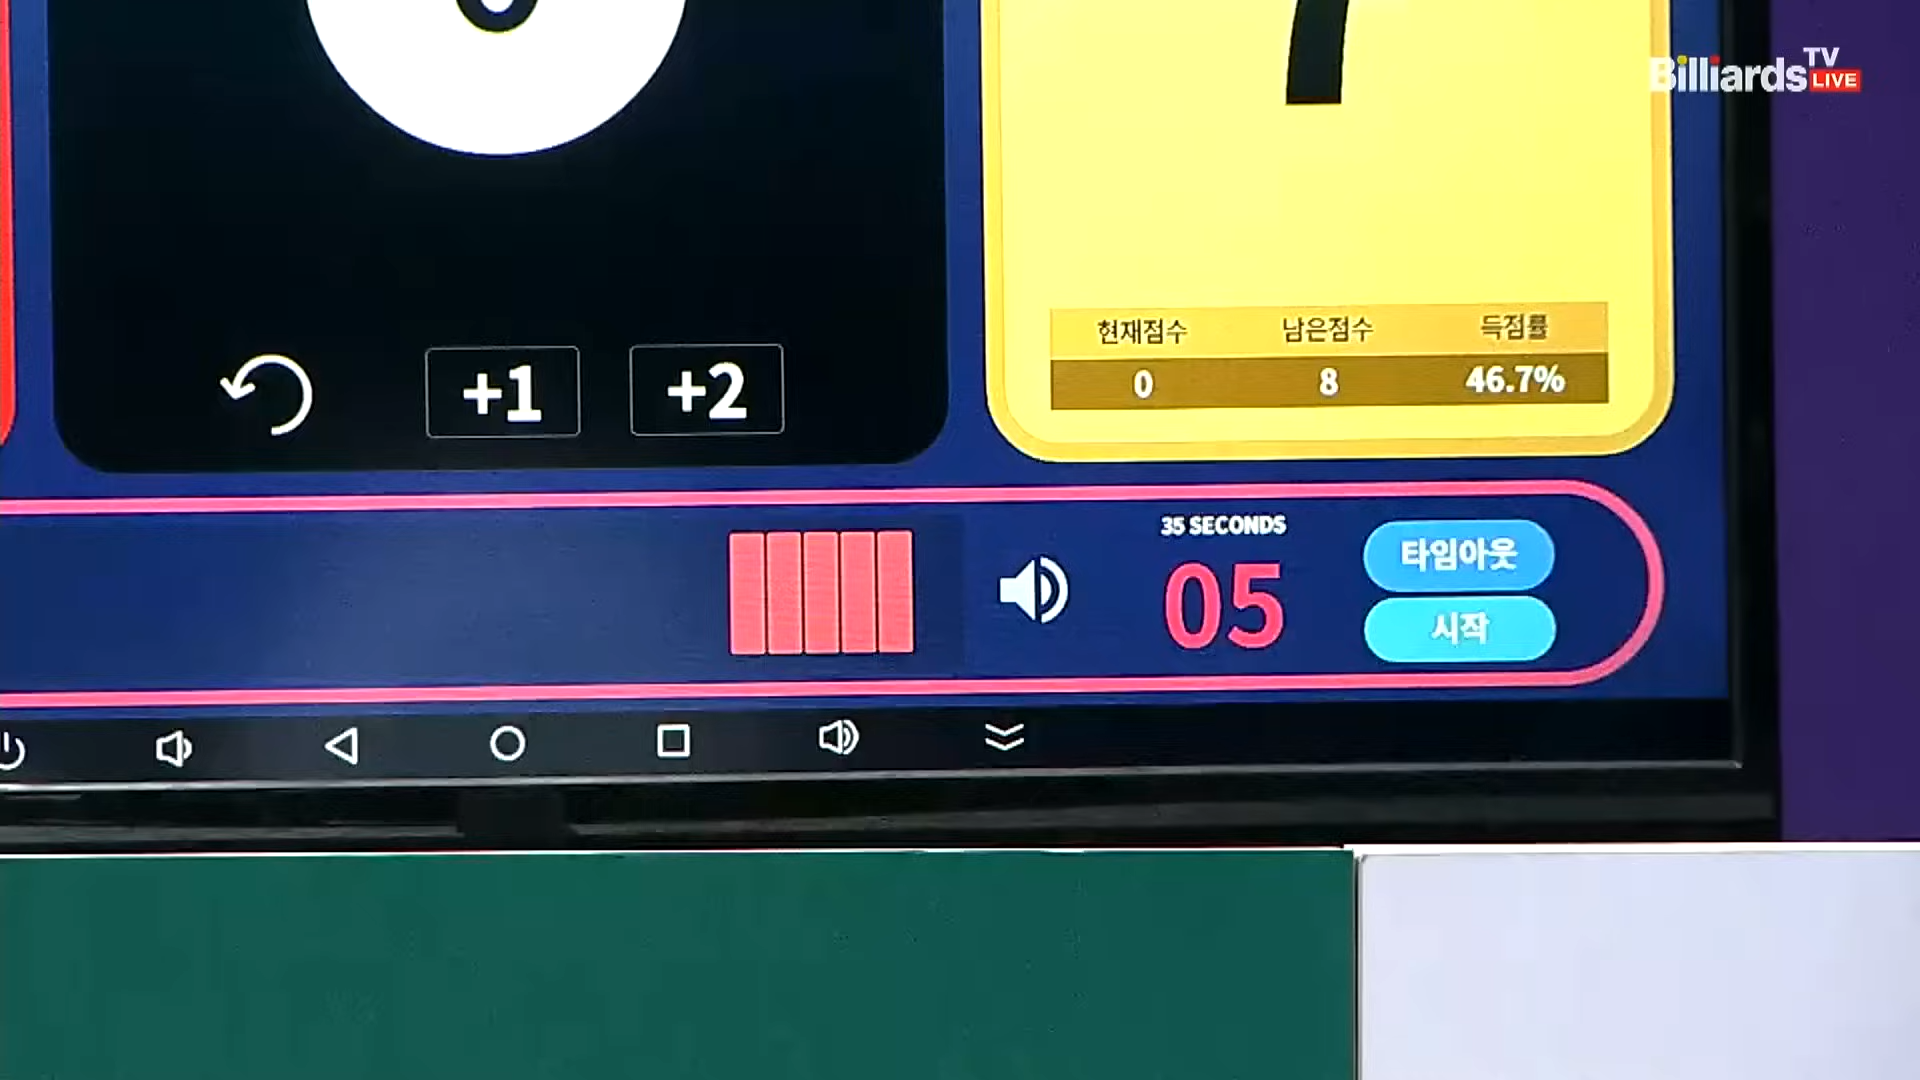 Billiards TV
LIVE
7
현재점수 남은점수 득점률
0 8 46.7%
+1 +2
35 SECONDS
05
타임아웃
시작